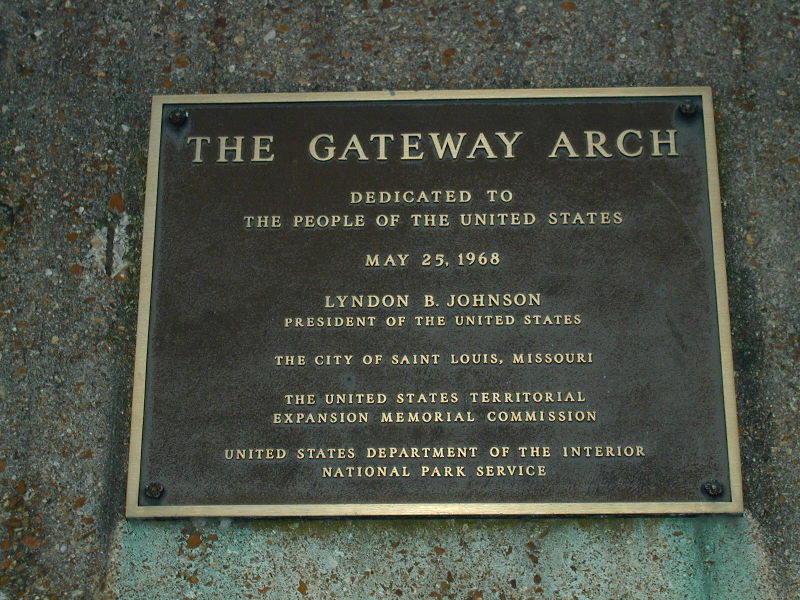 THE GATEWAY ARCH
DEDICATED TO
THE PEOPLE OF THE UNITED STATES
MAY 25, 1968
LYNDON B. JOHNSON
PRESIDENT OF THE UNITED STATES
THE CITY OF SAINT LOUIS, MISSOURI
THE UNITED STATES TERRITORIAL
EXPANSION MEMORIAL COMMISSION
UNITED STATES DEPARTMENT OF THE INTERIOR
NATIONAL PARK SERVICE